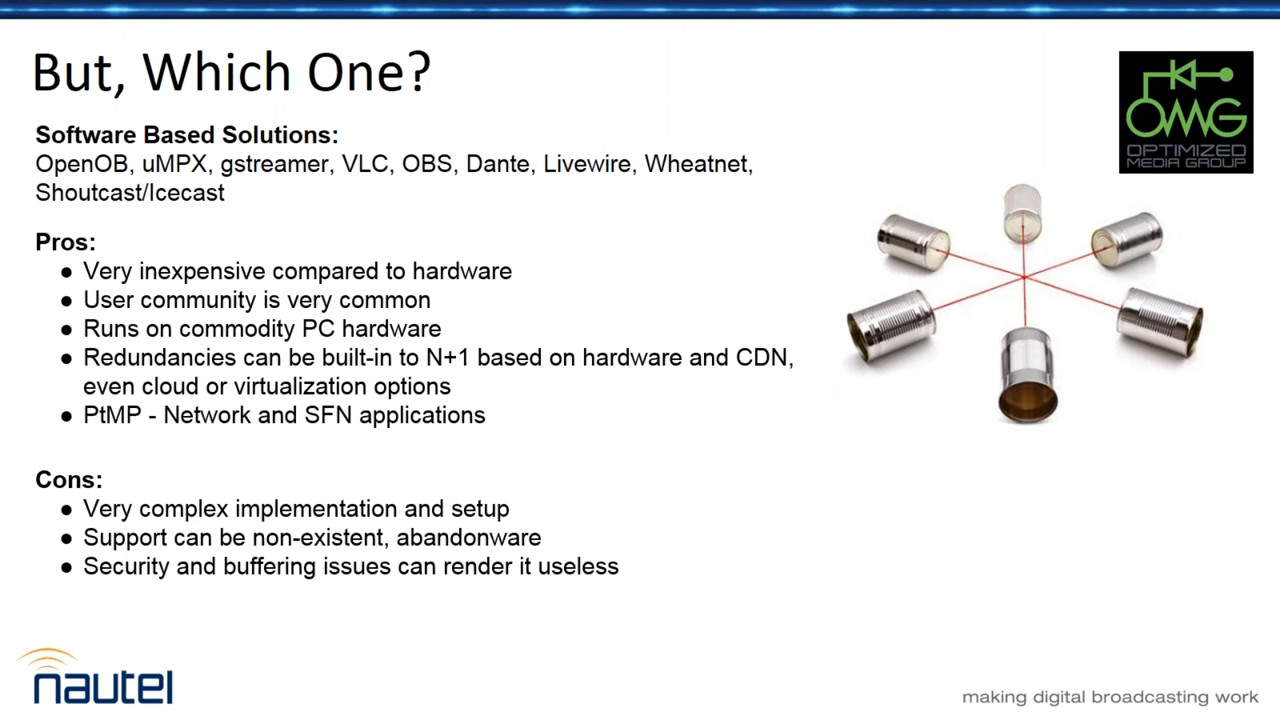 But, Which One?
OMG
OPTIMIZED
MEDIA GROUP
Software Based Solutions:
OpenOB, uMPX, gstreamer, VLC, OBS, Dante, Livewire, Wheatnet,
Shoutcast/Icecast
Pros:
● Very inexpensive compared to hardware
● User community is very common
● Runs on commodity PC hardware
● Redundancies can be built-in to N+1 based on hardware and CDN,
even cloud or virtualization options
● PtMP - Network and SFN applications
Cons:
● Very complex implementation and setup
● Support can be non-existent, abandonware
● Security and buffering issues can render it useless
nautel
making digital broadcasting work